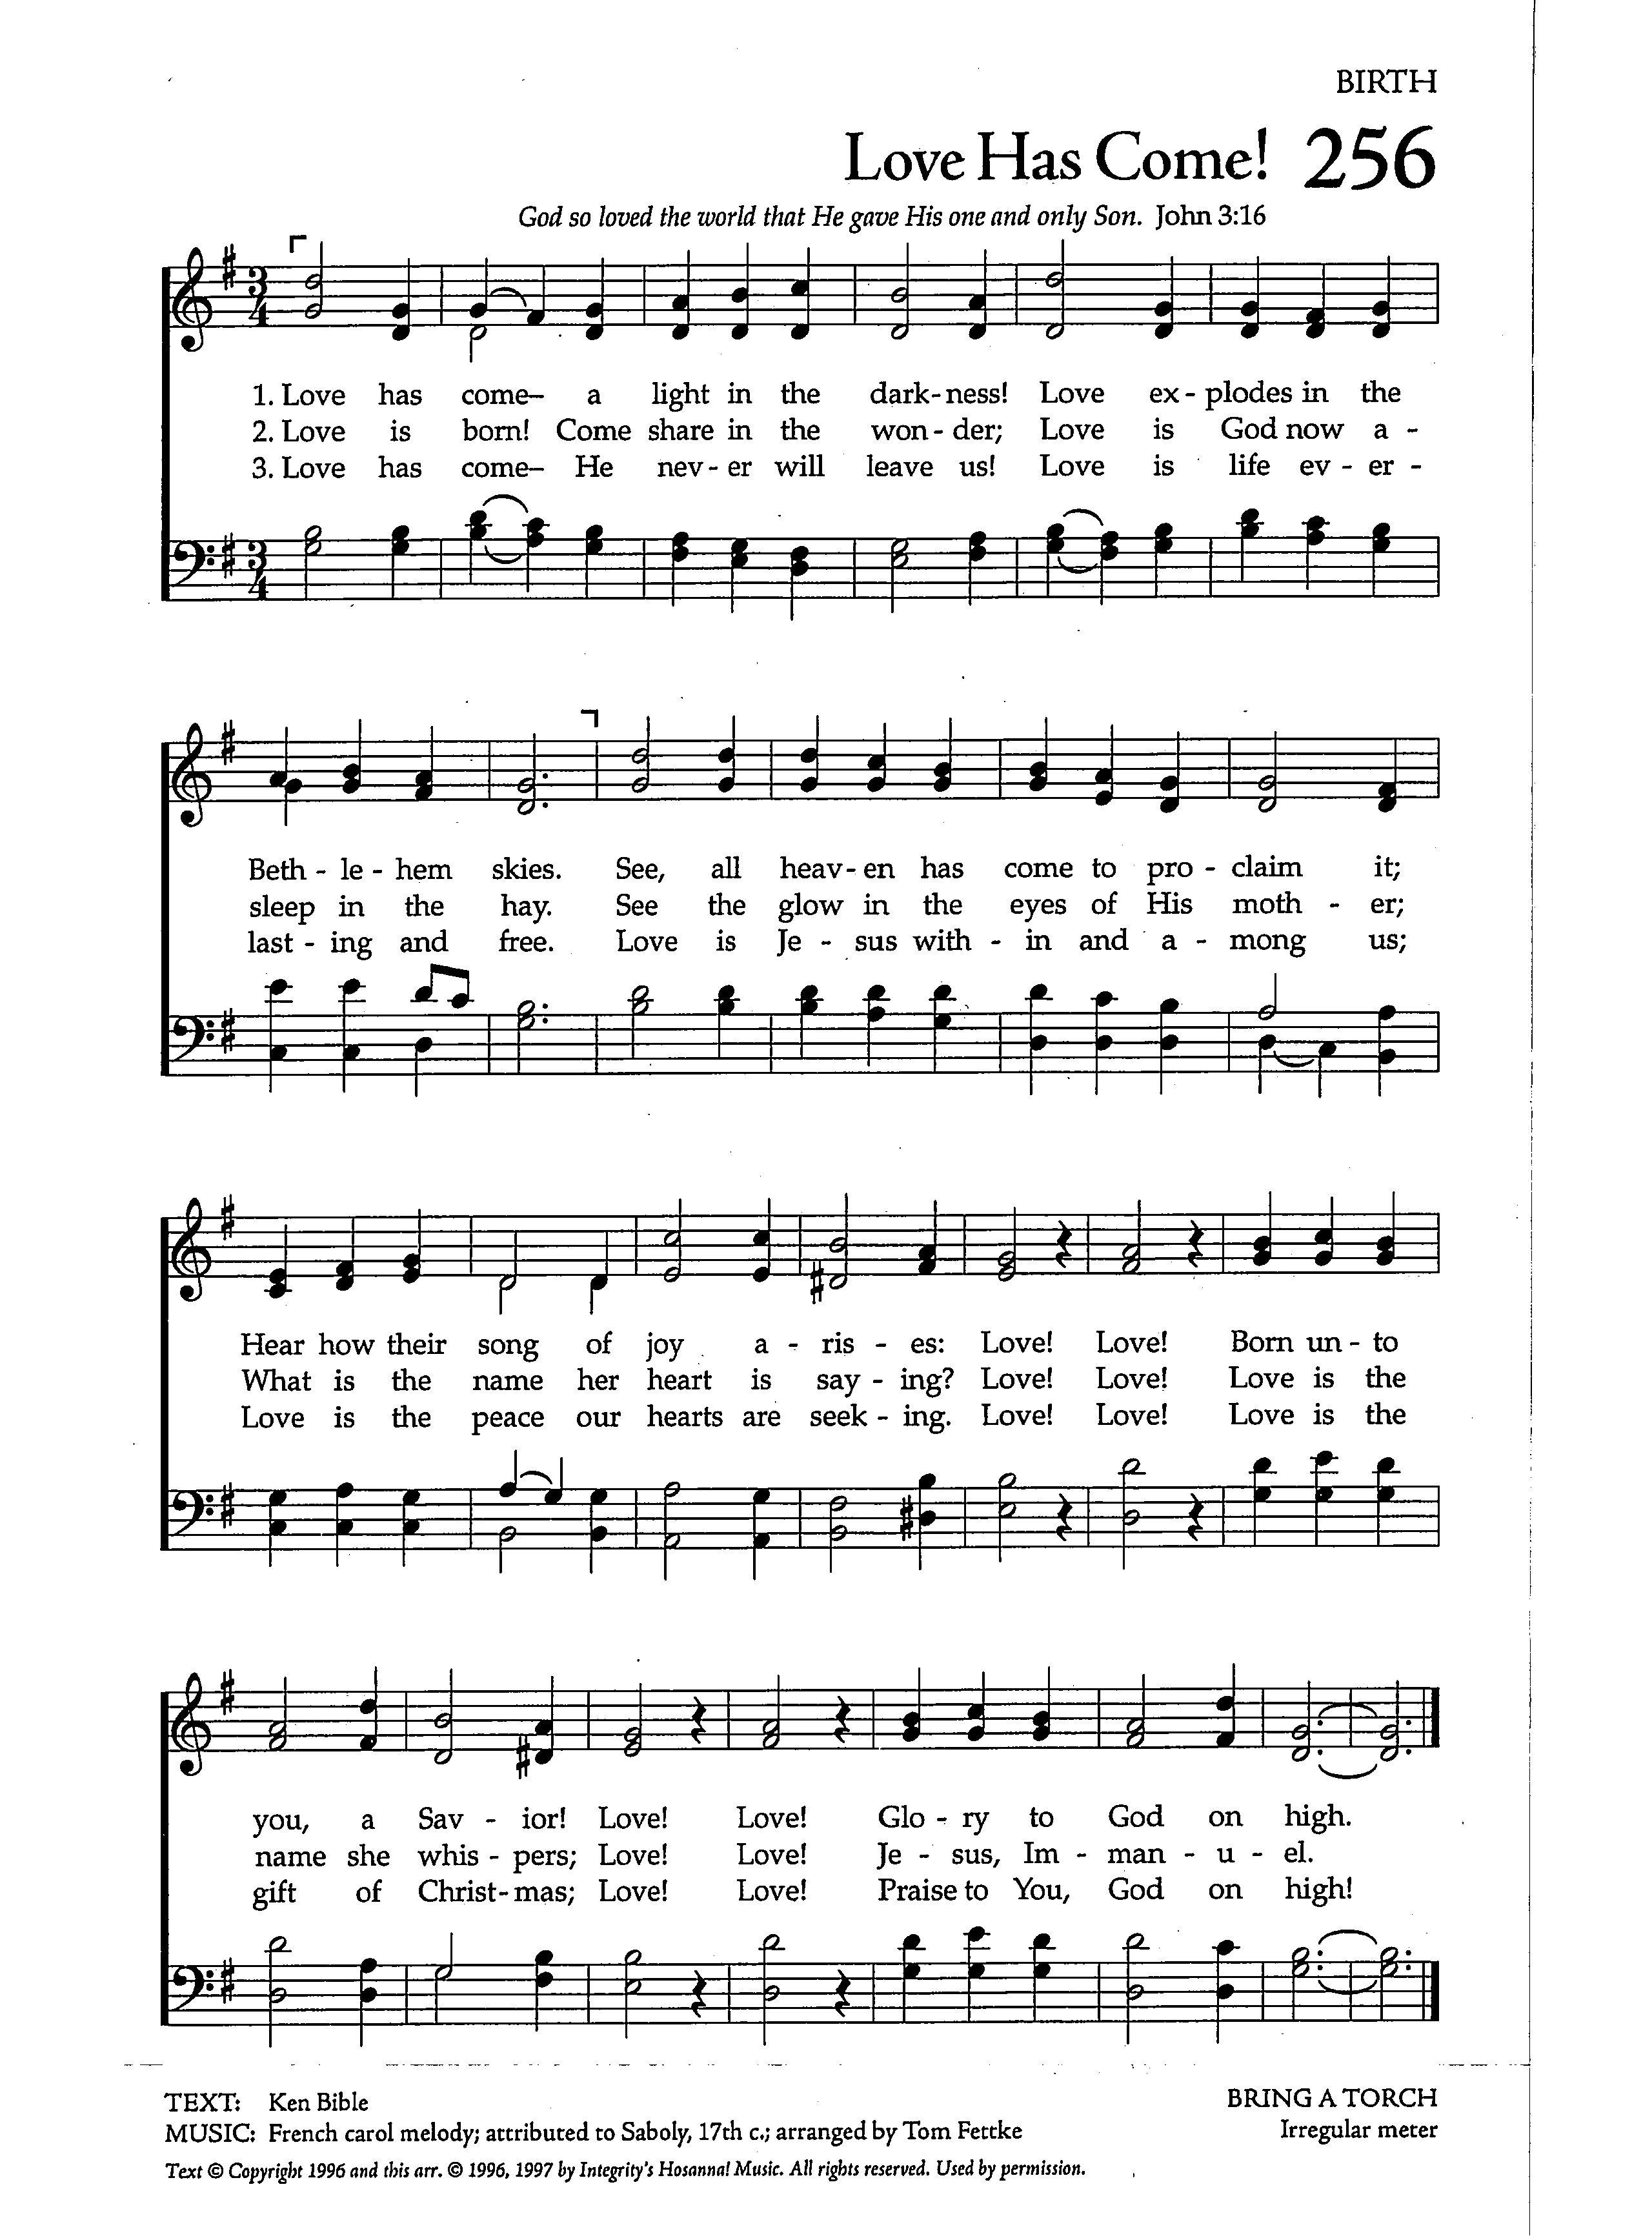 BIRTH
Love Has Come! 256
God so loved the world that He gave His one and only Son. John 3:16
1. Love has come– a light in the dark - ness! Love ex - plodes in the
2. Love is born! Come share in the won - der; Love is God now a -
3. Love has come– He nev - er will leave us! Love is life ev - er -
Beth - le - hem skies. See, all heav - en has come to pro - claim it;
sleep in the hay. See the glow in the eyes of His moth - er;
last - ing and free. Love is Je - sus with - in and a - mong us;
Hear how their song of joy a - ris - es: Love! Love! Born un - to
What is the name her heart is say - ing? Love! Love! Love is the
Love is the peace our hearts are seek - ing. Love! Love! Love is the
you, a Sav - ior! Love! Love! Glo - ry to God on high.
name she whis - pers; Love! Love! Je - sus, Im - man - u - el.
gift of Christ - mas; Love! Love! Praise to You, God on high!
TEXT: Ken Bible
BRING A TORCH
MUSIC: French carol melody; attributed to Saboly, 17th c.; arranged by Tom Fettke
Irregular meter
Text © Copyright 1996 and this arr. © 1996, 1997 by Integrity's Hosanna! Music. All rights reserved. Used by permission.